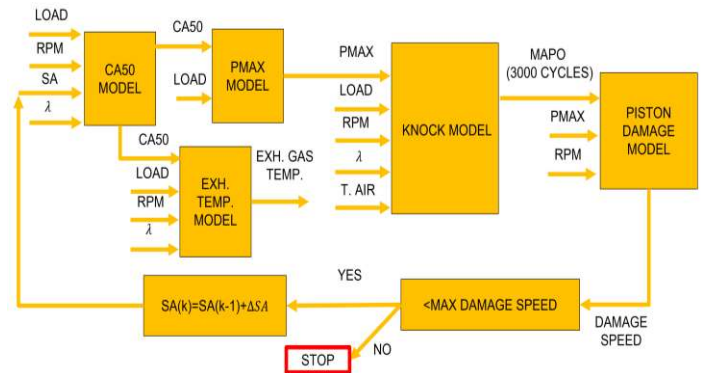 LOAD
RPM
SA
λ
CA50
MODEL
CA50
LOAD
PMAX
MODEL
PMAX
LOAD
RPM
λ
T. AIR
KNOCK MODEL
MAPO
(3000 CYCLES)
PMAX
RPM
PISTON
DAMAGE
MODEL
CA50
LOAD
RPM
λ
EXH.
TEMP.
MODEL
EXH. GAS
TEMP.
DAMAGE
SPEED
<MAX DAMAGE SPEED
YES
NO
STOP
SA(k)=SA(k-1)+ΔSA